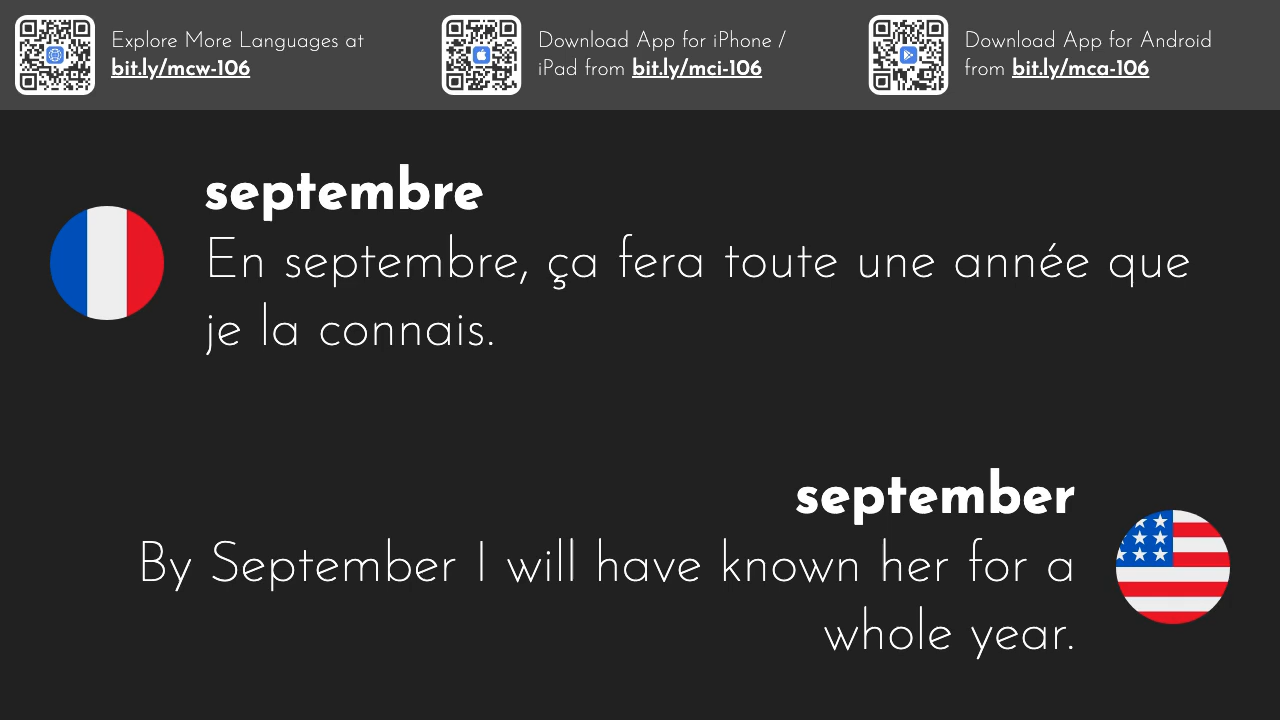 Explore More Languages at
bit.ly/mcw-106
Download App for iPhone /
iPad from bit.ly/mci-106
Download App for Android
from bit.ly/mca-106
septembre
En septembre, ça fera toute une année que
je la connais.
september
By September I will have known her for a
whole year.